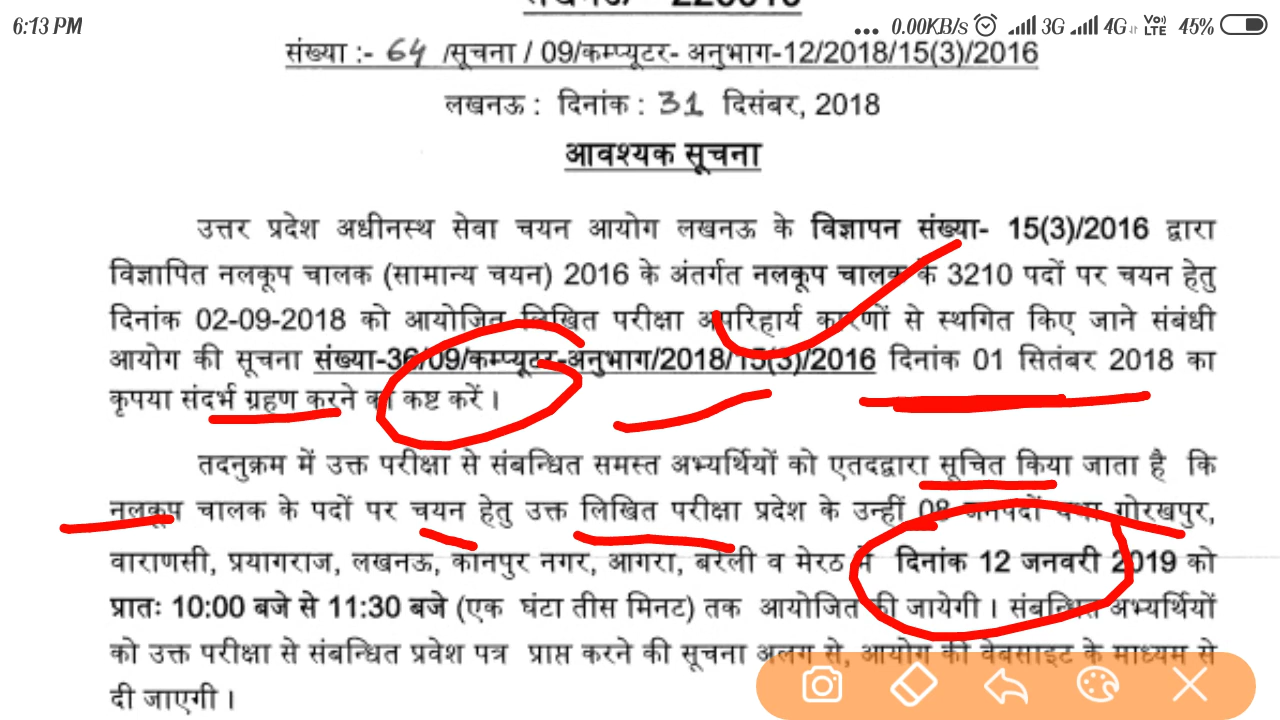 6:13 PM ... 0.00KB/s 3G 4G VoLTE 45%
संख्या :- 64 /सूचना / 09/कम्प्यूटर- अनुभाग-12/2018/15(3)/2016
लखनऊ : दिनांक : 31 दिसंबर, 2018
आवश्यक सूचना
उत्तर प्रदेश अधीनस्थ सेवा चयन आयोग लखनऊ के विज्ञापन संख्या- 15(3)/2016 द्वारा
विज्ञापित नलकूप चालक (सामान्य चयन) 2016 के अंतर्गत नलकूप चालक के 3210 पदों पर चयन हेतु
दिनांक 02-09-2018 को आयोजित लिखित परीक्षा अपरिहार्य कारणों से स्थगित किए जाने संबंधी
आयोग की सूचना संख्या-36/09/कम्प्यूटर-अनुभाग/2018/15(3)/2016 दिनांक 01 सितंबर 2018 का
कृपया संदर्भ ग्रहण करने का कष्ट करें।
तदनुक्रम में उक्त परीक्षा से संबन्धित समस्त अभ्यर्थियों को एतदद्वारा सूचित किया जाता है कि
नलकूप चालक के पदों पर चयन हेतु उक्त लिखित परीक्षा प्रदेश के उन्हीं 08 जनपदों यथा गोरखपुर,
वाराणसी, प्रयागराज, लखनऊ, कानपुर नगर, आगरा, बरेली व मेरठ में दिनांक 12 जनवरी 2019 को
प्रातः 10:00 बजे से 11:30 बजे (एक घंटा तीस मिनट) तक आयोजित की जायेगी। संबन्धित अभ्यर्थियों
को उक्त परीक्षा से संबन्धित प्रवेश पत्र प्राप्त करने की सूचना अलग से, आयोग की वेबसाइट के माध्यम से
दी जाएगी।